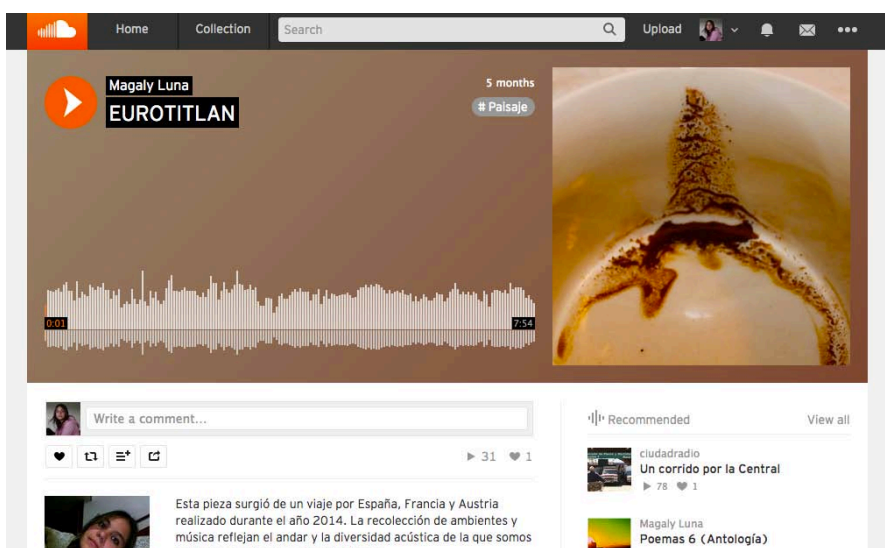 Home Collection Search Upload
Magaly Luna
EUROTITLAN
5 months
# Paisaje
0:01 7:54
Write a comment...
31 1
Esta pieza surgió de un viaje por España, Francia y Austria
realizado durante el año 2014. La recolección de ambientes y
música reflejan el andar y la diversidad acústica de la que somos
Recommended View all
ciudadradio
Un corrido por la Central
78 1
Magaly Luna
Poemas 6 (Antología)